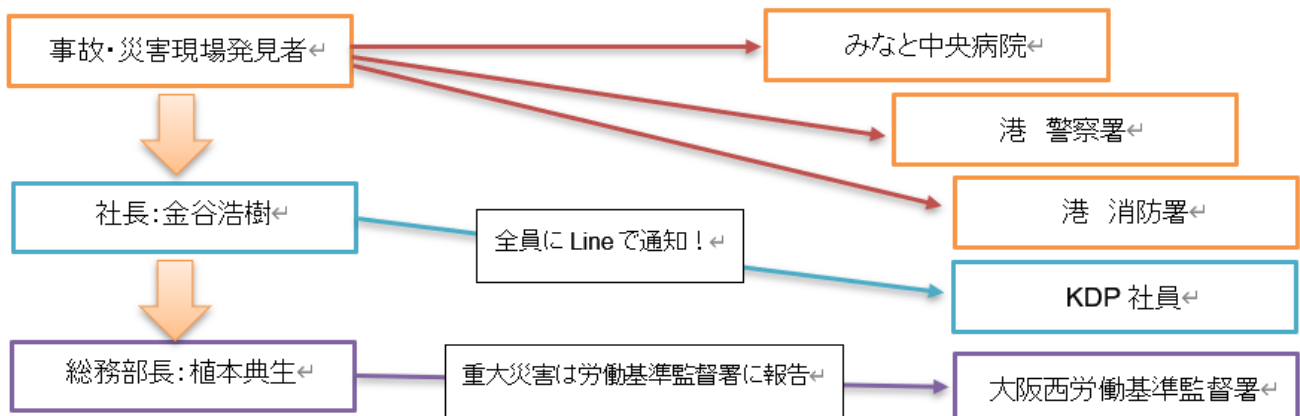 事故・災害現場発見者↵
みなと中央病院↵
港　警察署↵
社長：金谷浩樹↵
港　消防署↵
全員に Line で通知！↵
KDP 社員↵
総務部長：植本典生↵
重大災害は労働基準監督署に報告↵
大阪西労働基準監督署↵